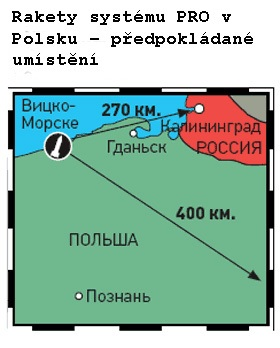 Rakety systému PRO v
Polsku – předpokládané
umístění
Вицко-
Морске
270 км.
Калининград
Гданьск
РОССИЯ
400 км.
ПОЛЬША
Познань